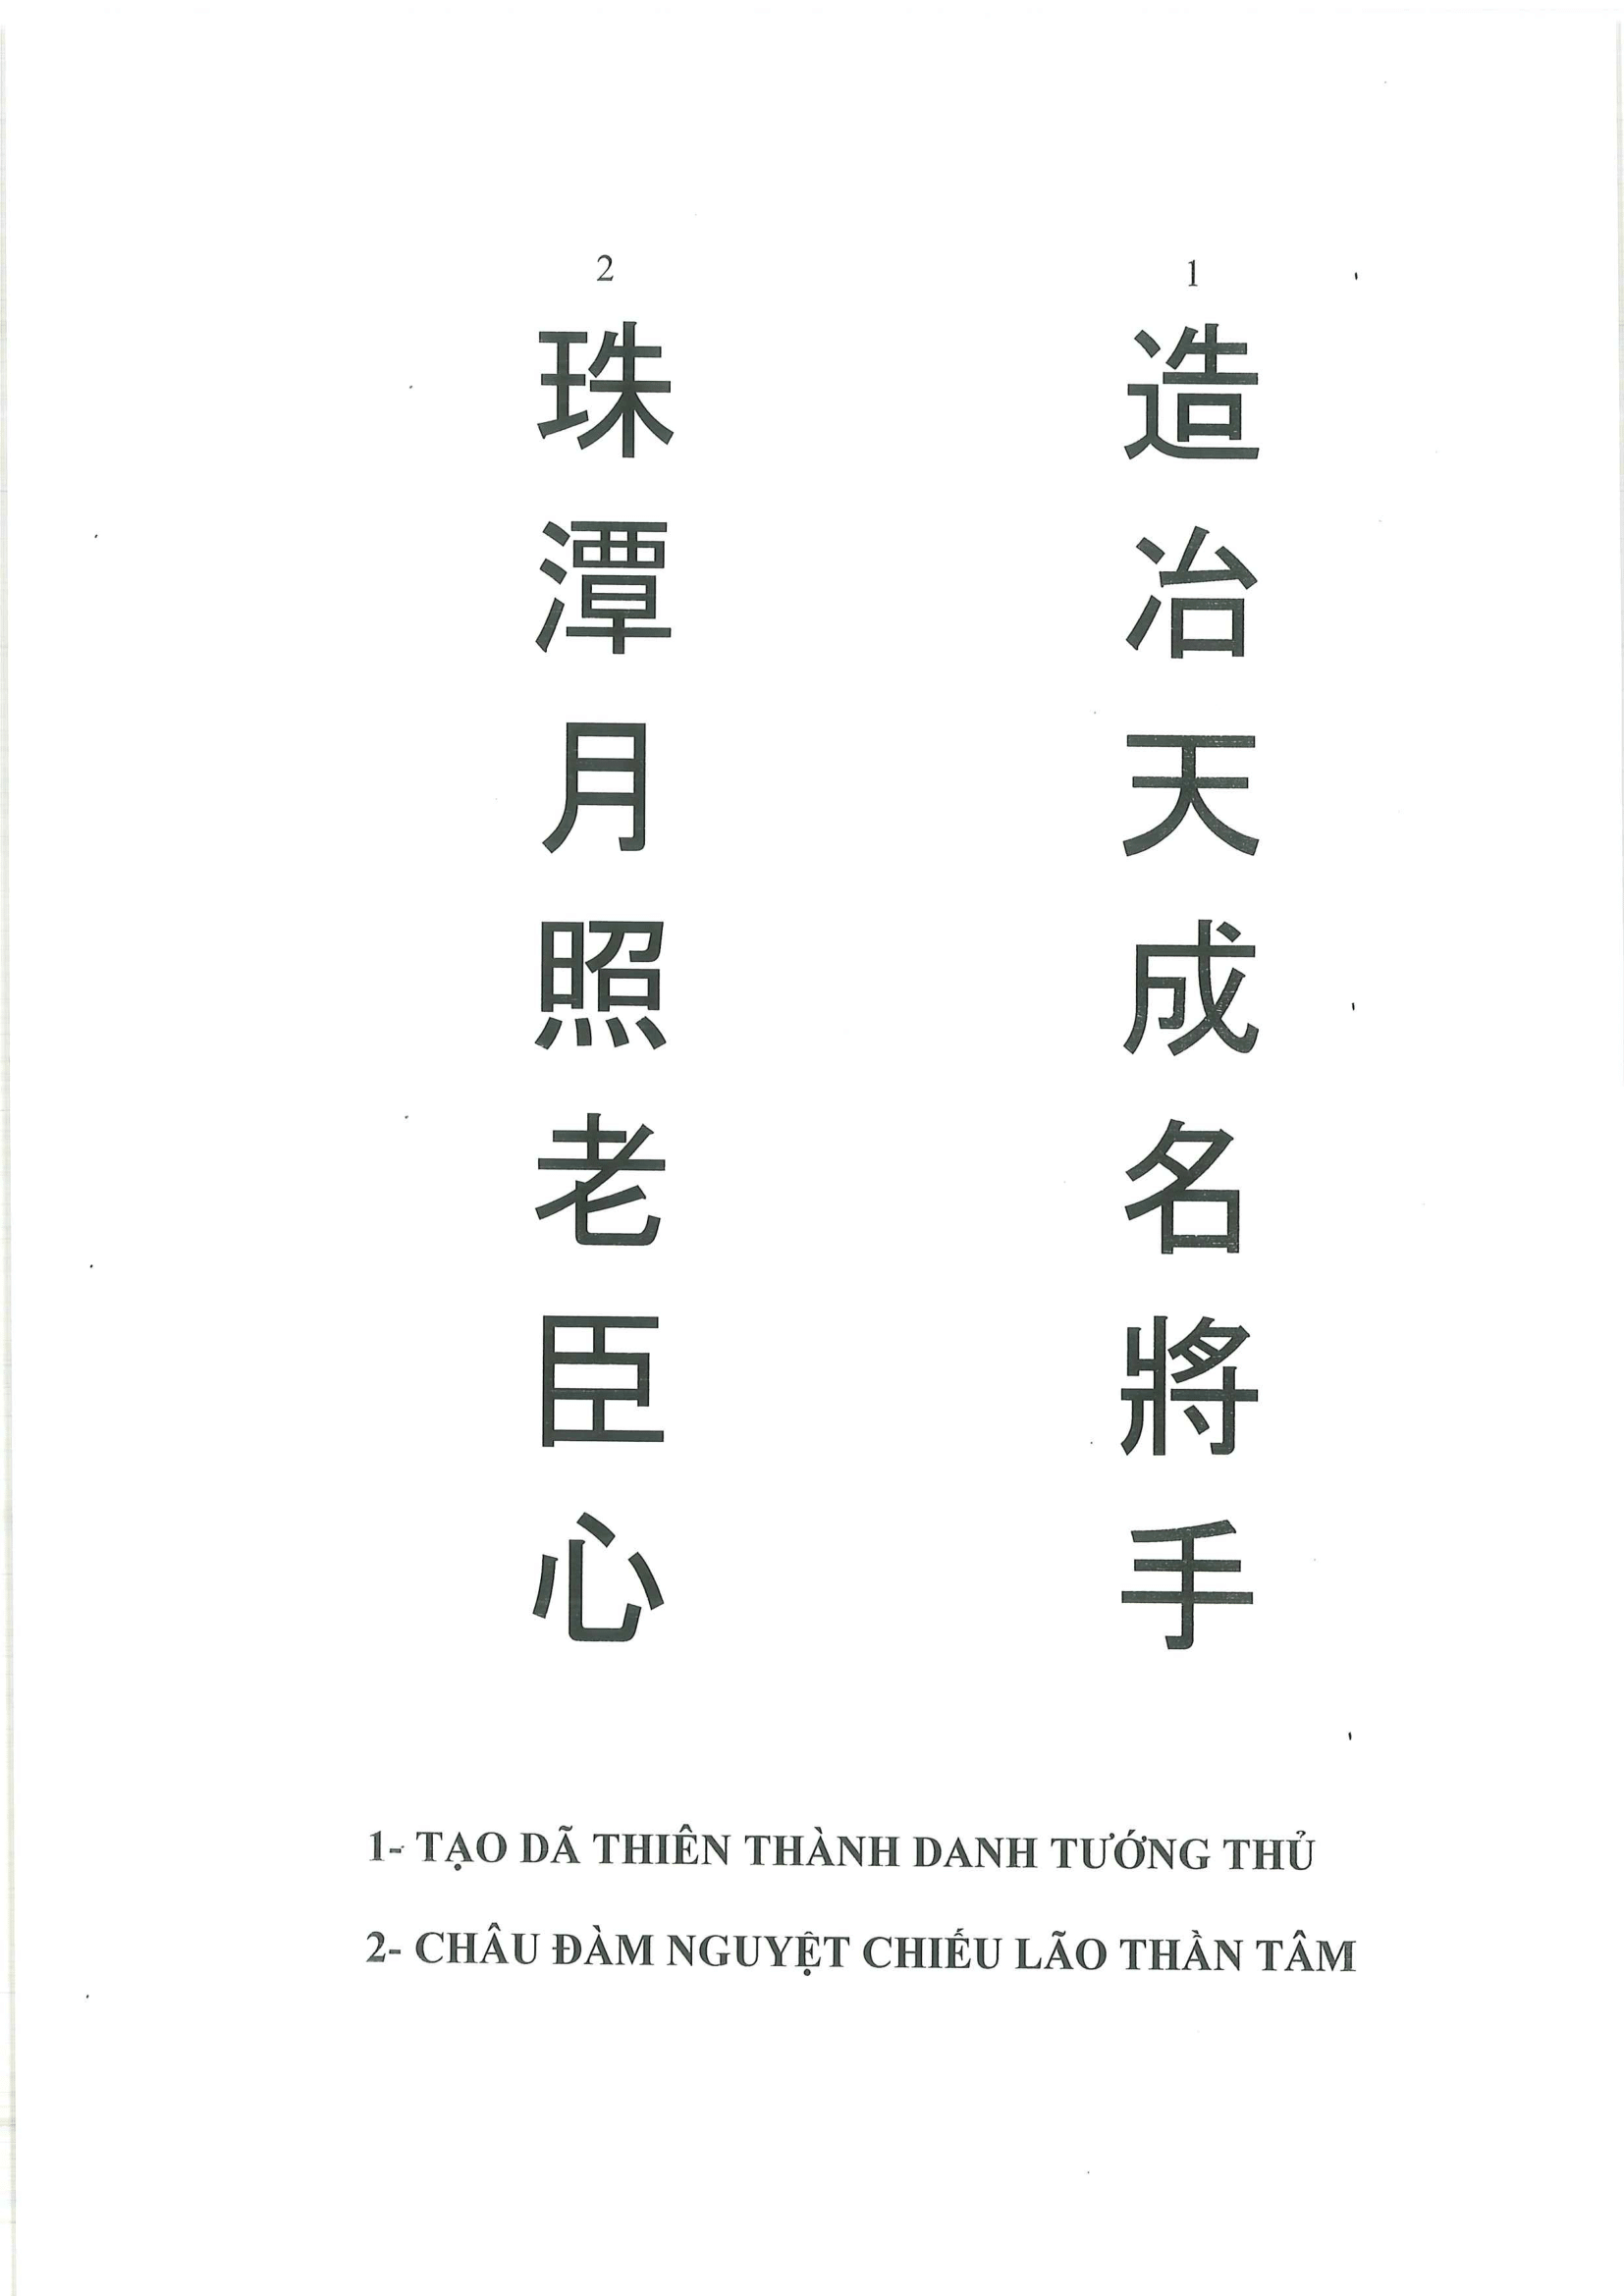 1
造冶天成名將手
2
珠潭月照老臣心
1- TẠO DÃ THIÊN THÀNH DANH TƯỚNG THỦ
2- CHÂU ĐÀM NGUYỆT CHIẾU LÃO THẦN TÂM